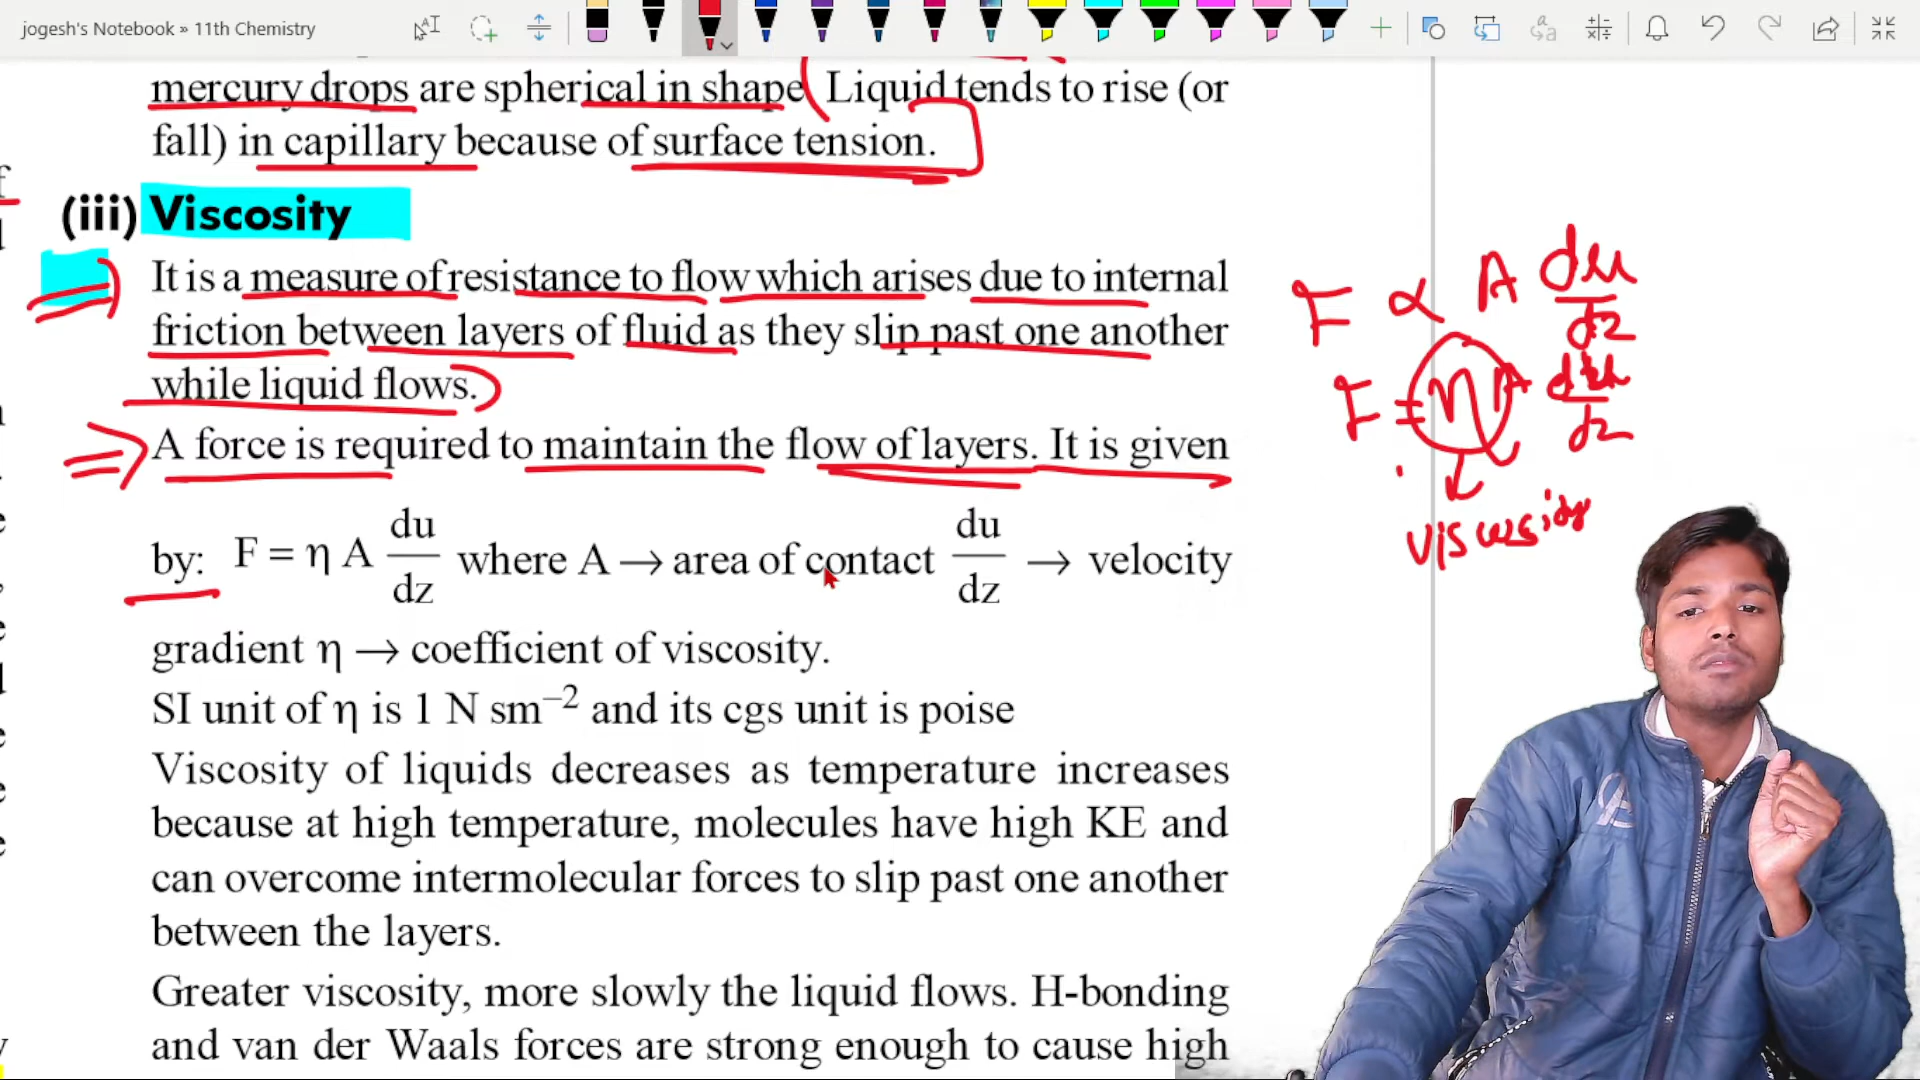 jogesh's Notebook » 11th Chemistry
mercury drops are spherical in shape. Liquid tends to rise (or
fall) in capillary because of surface tension.
(iii) Viscosity
It is a measure of resistance to flow which arises due to internal
friction between layers of fluid as they slip past one another
while liquid flows.
A force is required to maintain the flow of layers. It is given
by: F = η A du/dz where A → area of contact du/dz → velocity
gradient η → coefficient of viscosity.
SI unit of η is 1 N sm⁻² and its cgs unit is poise
Viscosity of liquids decreases as temperature increases
because at high temperature, molecules have high KE and
can overcome intermolecular forces to slip past one another
between the layers.
Greater viscosity, more slowly the liquid flows. H-bonding
and van der Waals forces are strong enough to cause high
F ∝ A du/dz
F = η A du/dz
viscosity